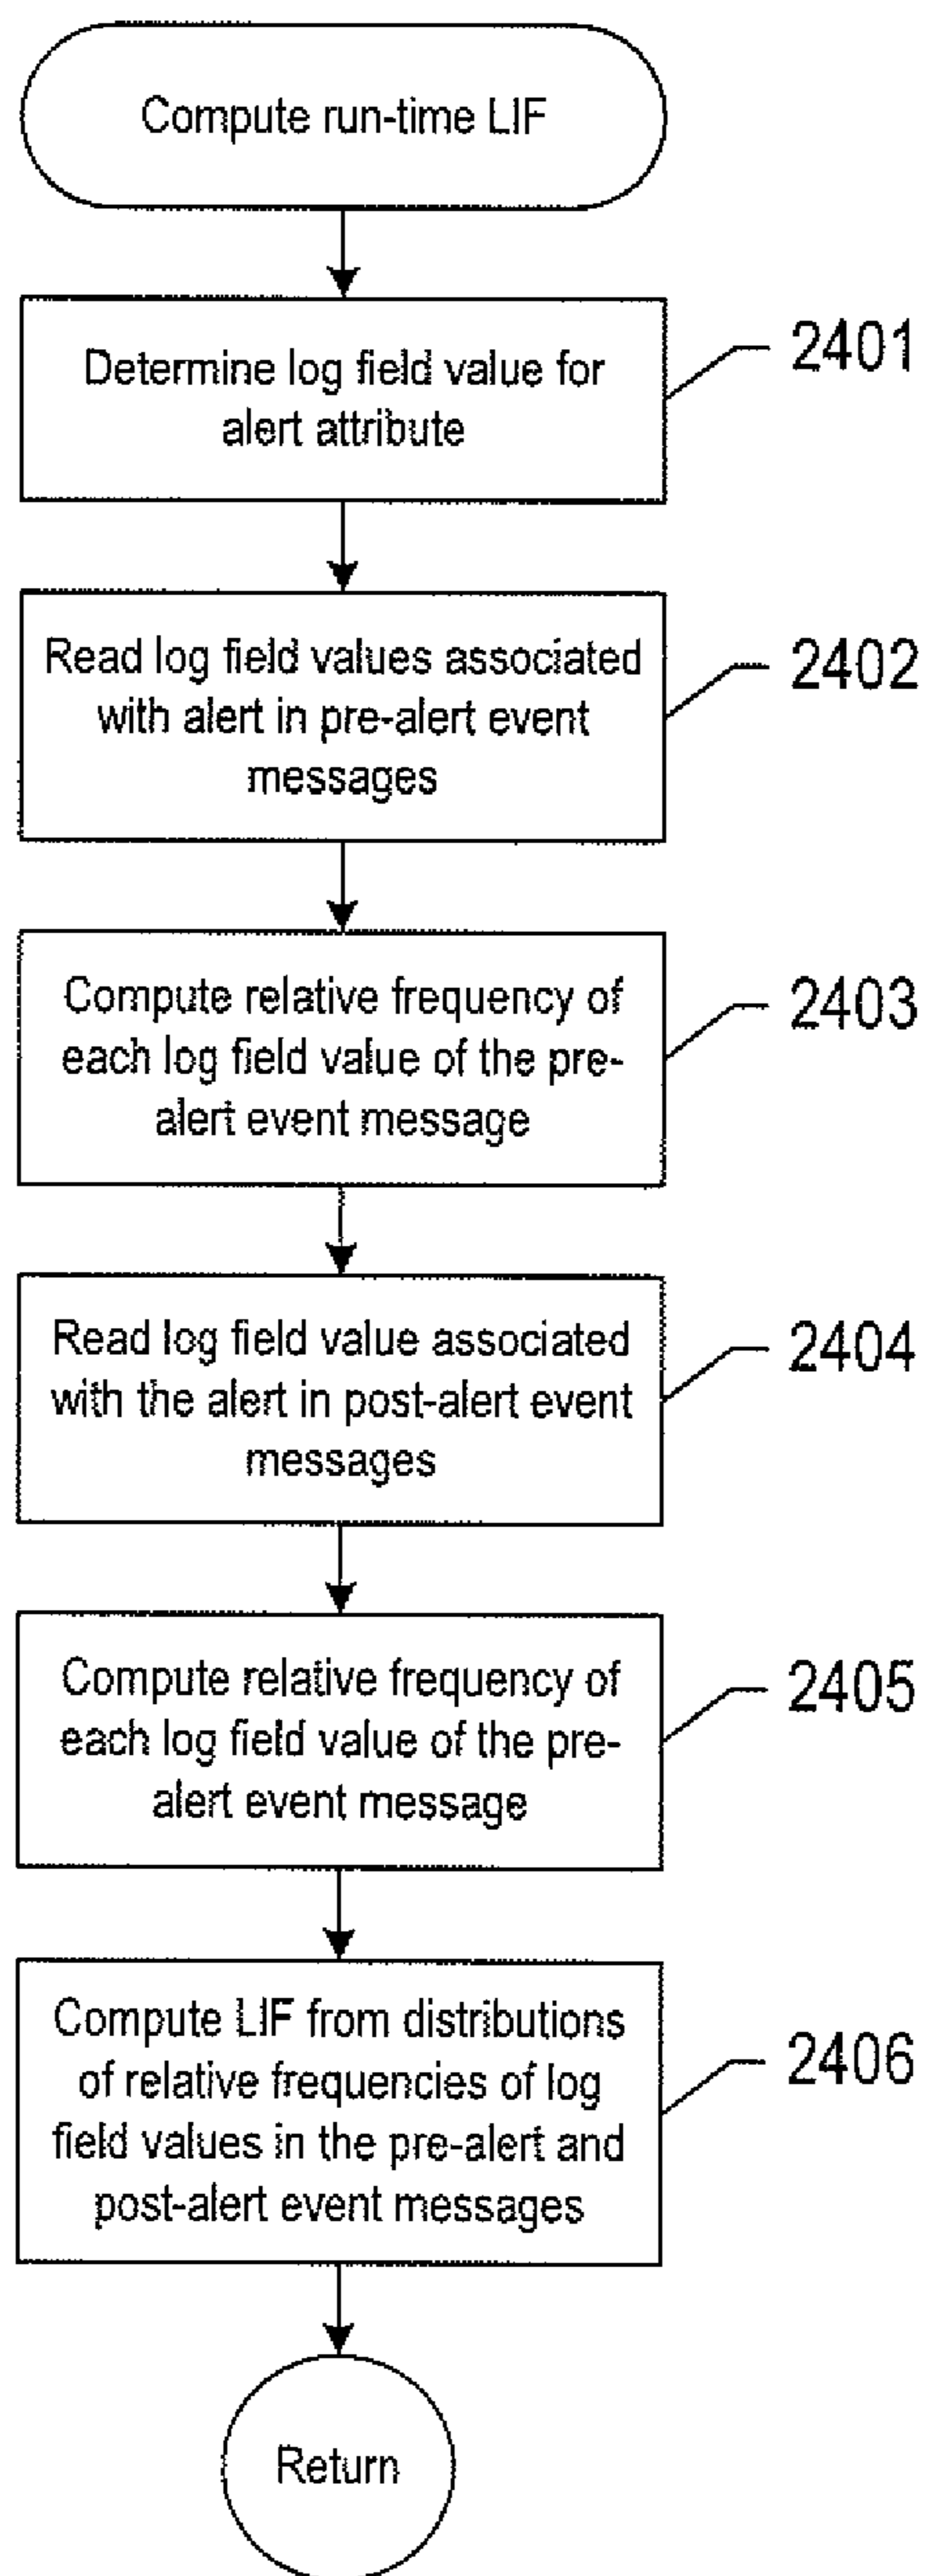 Compute run-time LIF
Determine log field value for
alert attribute
2401
Read log field values associated
with alert in pre-alert event
messages
2402
Compute relative frequency of
each log field value of the pre-
alert event message
2403
Read log field value associated
with the alert in post-alert event
messages
2404
Compute relative frequency of
each log field value of the pre-
alert event message
2405
Compute LIF from distributions
of relative frequencies of log
field values in the pre-alert and
post-alert event messages
2406
Return